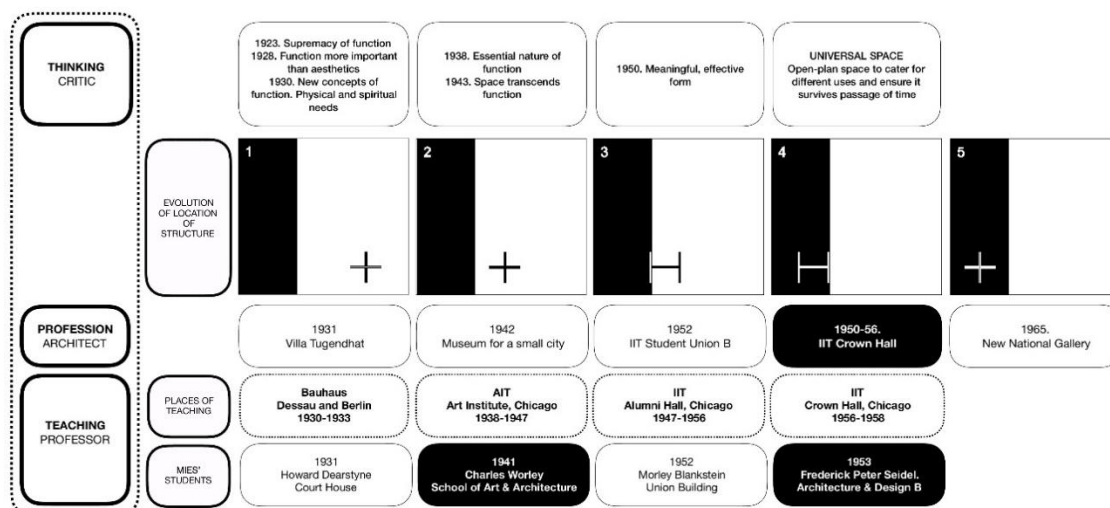 THINKING
CRITIC
1923. Supremacy of function
1928. Function more important
than aesthetics
1930. New concepts of
function. Physical and spiritual
needs
1938. Essential nature of
function
1943. Space transcends
function
1950. Meaningful, effective
form
UNIVERSAL SPACE
Open-plan space to cater for
different uses and ensure it
survives passage of time
EVOLUTION
OF LOCATION
OF
STRUCTURE
1
2
3
4
5
PROFESSION
ARCHITECT
1931
Villa Tugendhat
1942
Museum for a small city
1952
IIT Student Union B
1950-56.
IIT Crown Hall
1965.
New National Gallery
TEACHING
PROFESSOR
PLACES OF
TEACHING
Bauhaus
Dessau and Berlin
1930-1933
AIT
Art Institute, Chicago
1938-1947
IIT
Alumni Hall, Chicago
1947-1956
IIT
Crown Hall, Chicago
1956-1958
MIES'
STUDENTS
1931
Howard Dearstyne
Court House
1941
Charles Worley
School of Art & Architecture
1952
Morley Blankstein
Union Building
1953
Frederick Peter Seidel.
Architecture & Design B